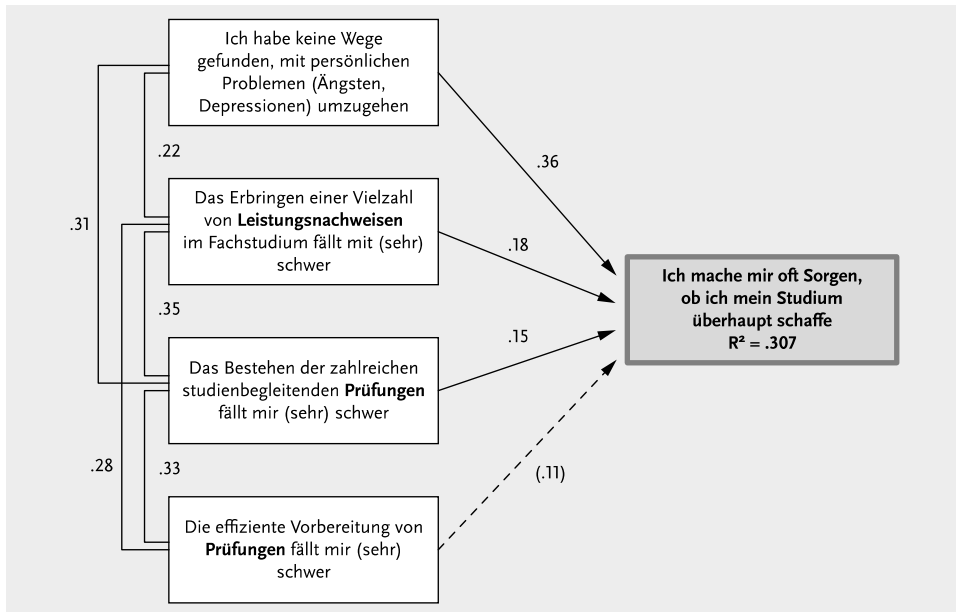 Ich habe keine Wege
gefunden, mit persönlichen
Problemen (Ängsten,
Depressionen) umzugehen
.22
.36
Das Erbringen einer Vielzahl
von Leistungsnachweisen
im Fachstudium fällt mit (sehr)
schwer
.31
.18
Ich mache mir oft Sorgen,
ob ich mein Studium
überhaupt schaffe
R² = .307
.35
.15
Das Bestehen der zahlreichen
studienbegleitenden Prüfungen
fällt mir (sehr) schwer
.28
.33
(.11)
Die effiziente Vorbereitung von
Prüfungen fällt mir (sehr)
schwer